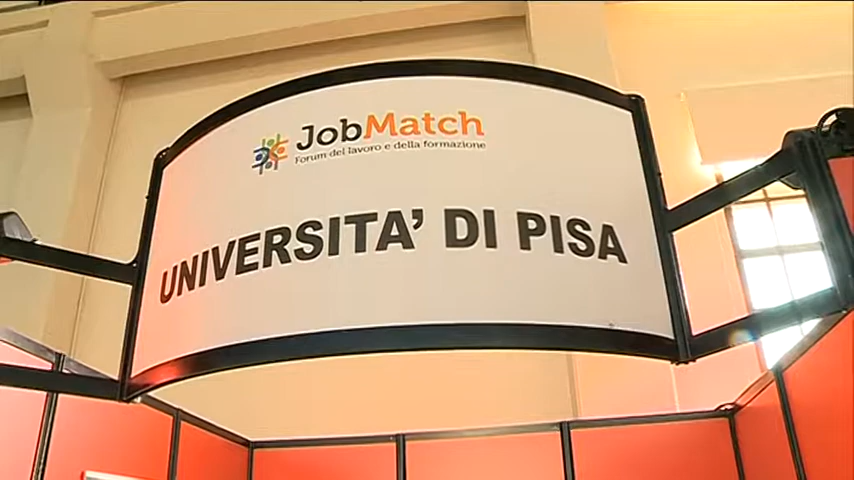 JobMatch
Forum del lavoro e della formazione
UNIVERSITA' DI PISA